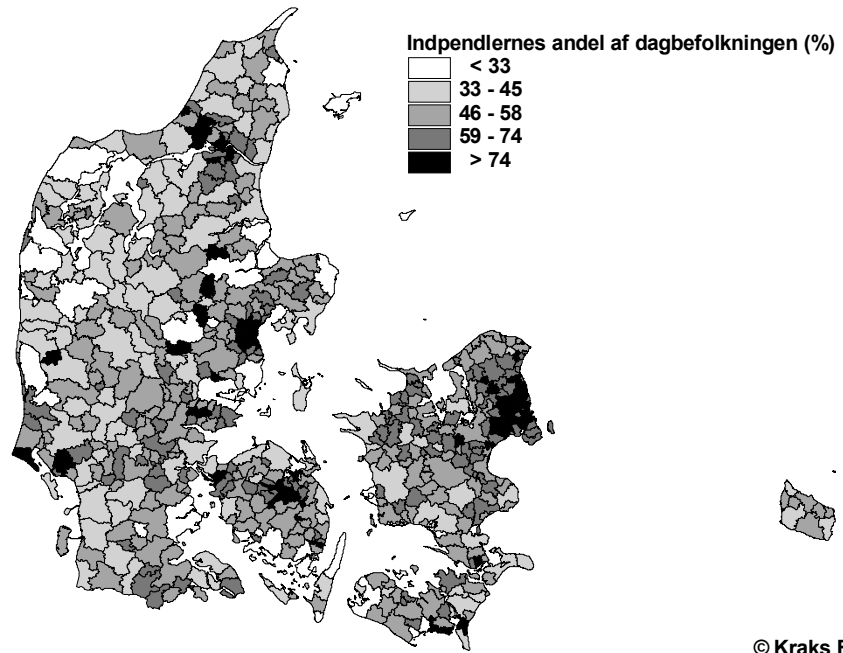 Indpendlernes andel af dagbefolkningen (%)
< 33
33 - 45
46 - 58
59 - 74
> 74
© Kraks